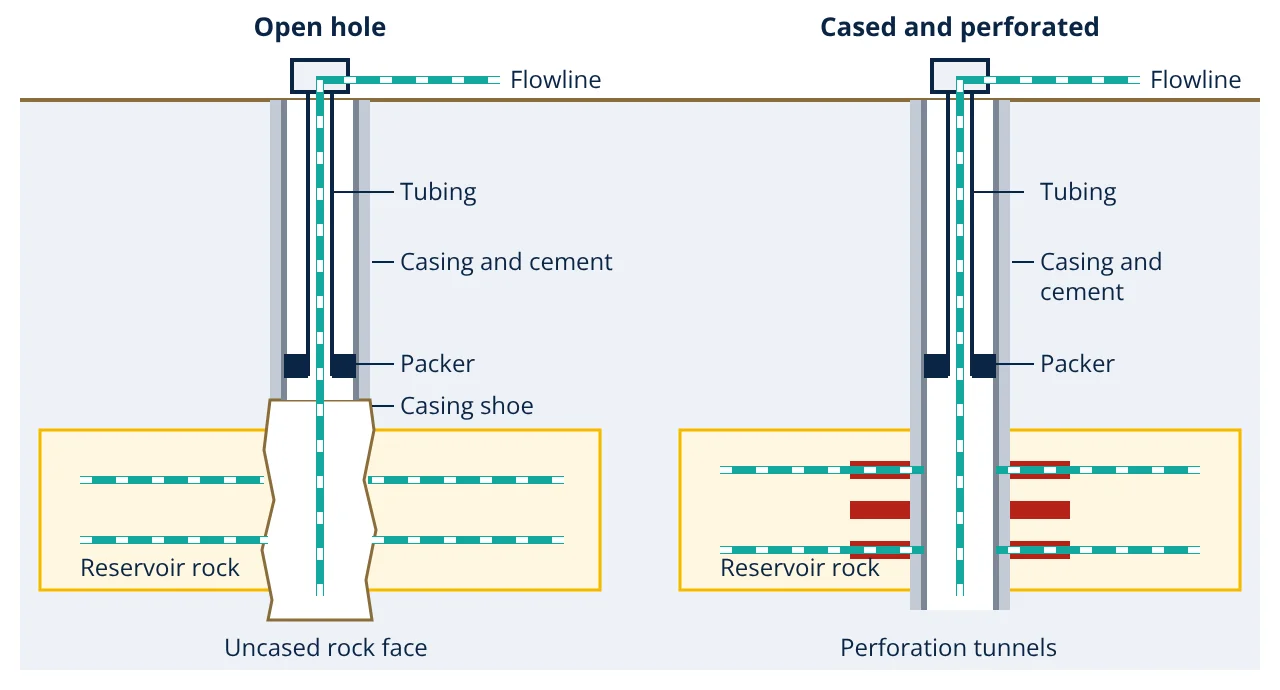 Open hole
Flowline
Tubing
Casing and cement
Packer
Casing shoe
Reservoir rock
Uncased rock face
Cased and perforated
Flowline
Tubing
Casing and
cement
Packer
Reservoir rock
Perforation tunnels